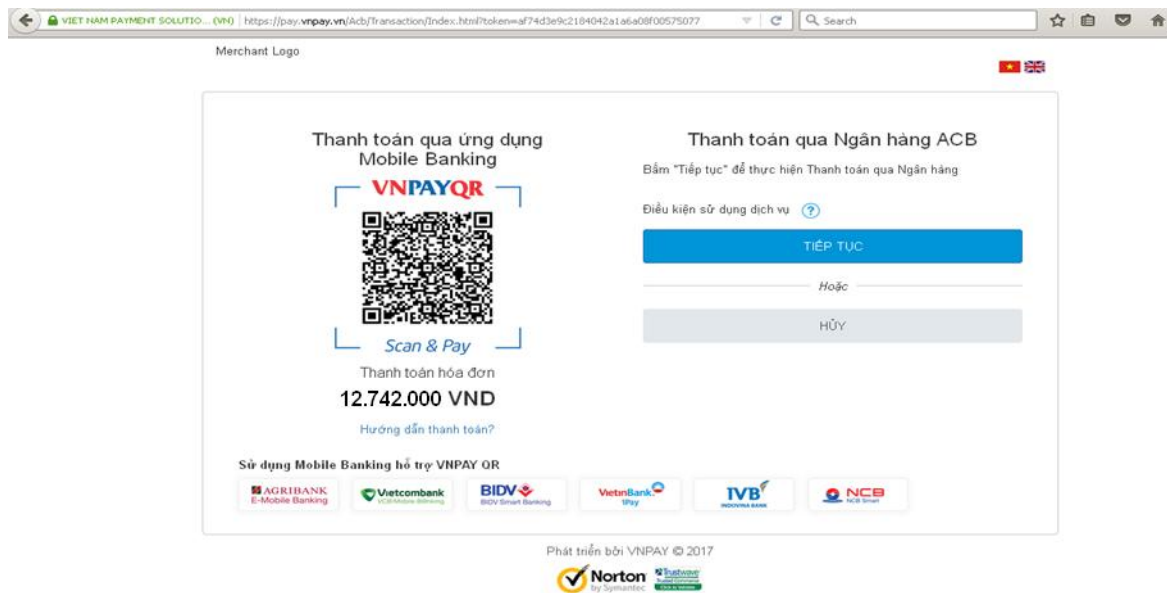 VIET NAM PAYMENT SOLUTIO... (VN) https://pay.vnpay.vn/Acb/Transaction/Index.html?token=af74d3e9c2184042a1a6a08f00575077 Search
Merchant Logo
Thanh toán qua ứng dụng
Mobile Banking
VNPAYQR
Scan & Pay
Thanh toán hóa đơn
12.742.000 VND
Hướng dẫn thanh toán?
Thanh toán qua Ngân hàng ACB
Bấm "Tiếp tục" để thực hiện Thanh toán qua Ngân hàng
Điều kiện sử dụng dịch vụ ?
TIẾP TỤC
Hoặc
HỦY
Sử dụng Mobile Banking hỗ trợ VNPAY QR
AGRIBANK
E-Mobile Banking
Vietcombank
BIDV
BIDV Smart Banking
VietinBank
IVB
INDOVINA BANK
NCB
NCB Smart
Phát triển bởi VNPAY © 2017
Norton
by Symantec
Trustwave